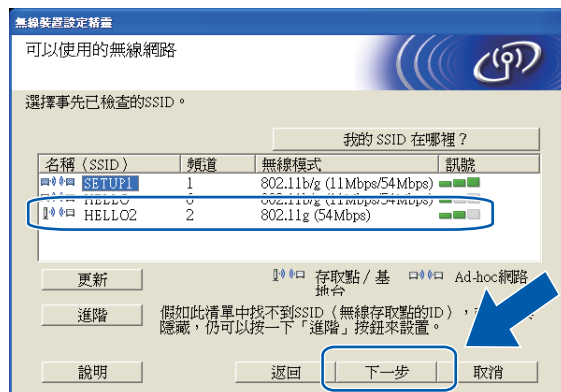 無線裝置設定精靈
可以使用的無線網路
選擇事先已檢查的SSID。
我的 SSID 在哪裡？
名稱（SSID） 頻道 無線模式 訊號
SETUP1 1 802.11b/g (11Mbps/54Mbps)
HELLO 6 802.11b/g (11Mbps/54Mbps)
HELLO2 2 802.11g (54Mbps)
更新 存取點 / 基地台 Ad-hoc網路
進階 假如此清單中找不到SSID（無線存取點的ID），
隱藏，仍可以按一下「進階」按鈕來設置。
說明 返回 下一步 取消